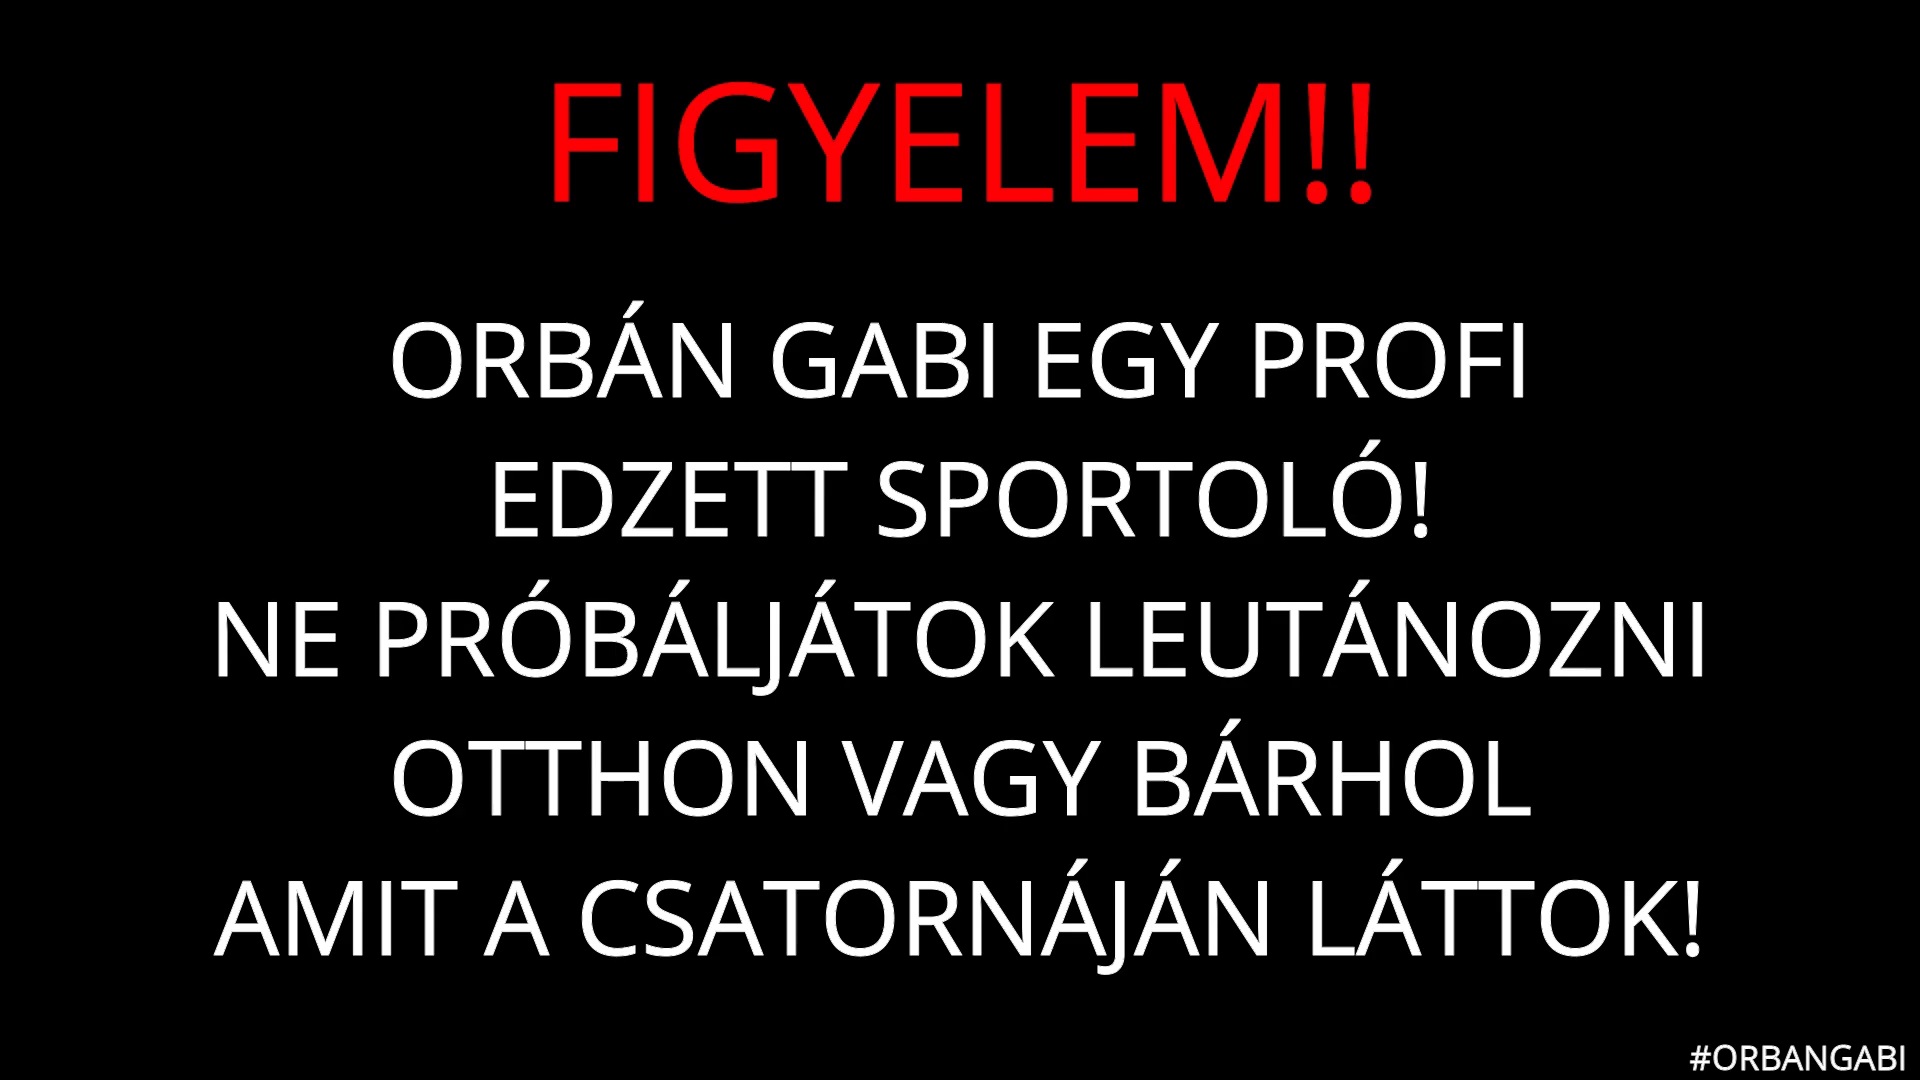 FIGYELEM!!
ORBÁN GABI EGY PROFI
EDZETT SPORTOLÓ!
NE PRÓBÁLJÁTOK LEUTÁNOZNI
OTTHON VAGY BÁRHOL
AMIT A CSATORNÁJÁN LÁTTOK!
#ORBANGABI